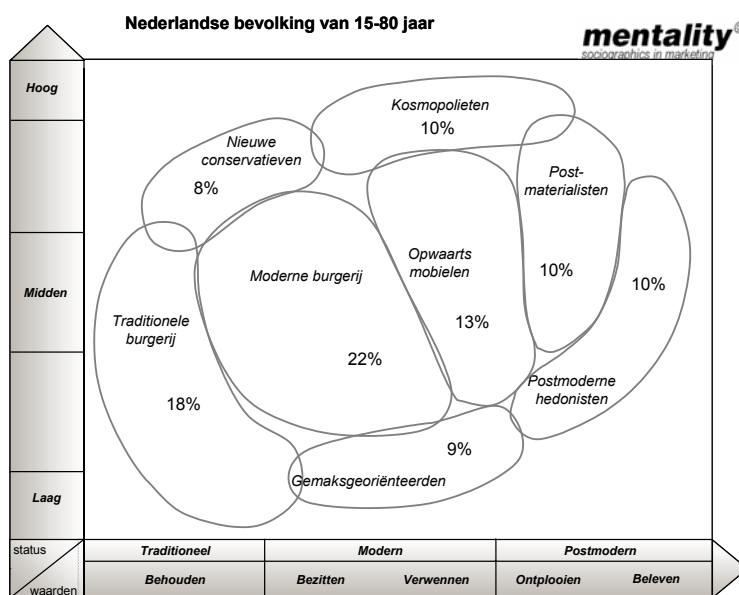 Nederlandse bevolking van 15-80 jaar
mentality®
sociographics in marketing
Hoog
Kosmopolieten
10%
Nieuwe
conservatieven
8%
Post-
materialisten
10%
Midden
Moderne burgerij
22%
Opwaarts
mobielen
13%
10%
Traditionele
burgerij
18%
Postmoderne
hedonisten
9%
Gemaksgeoriënteerden
Laag
status
waarden
Traditioneel
Modern
Postmodern
Behouden
Bezitten
Verwennen
Ontplooien
Beleven